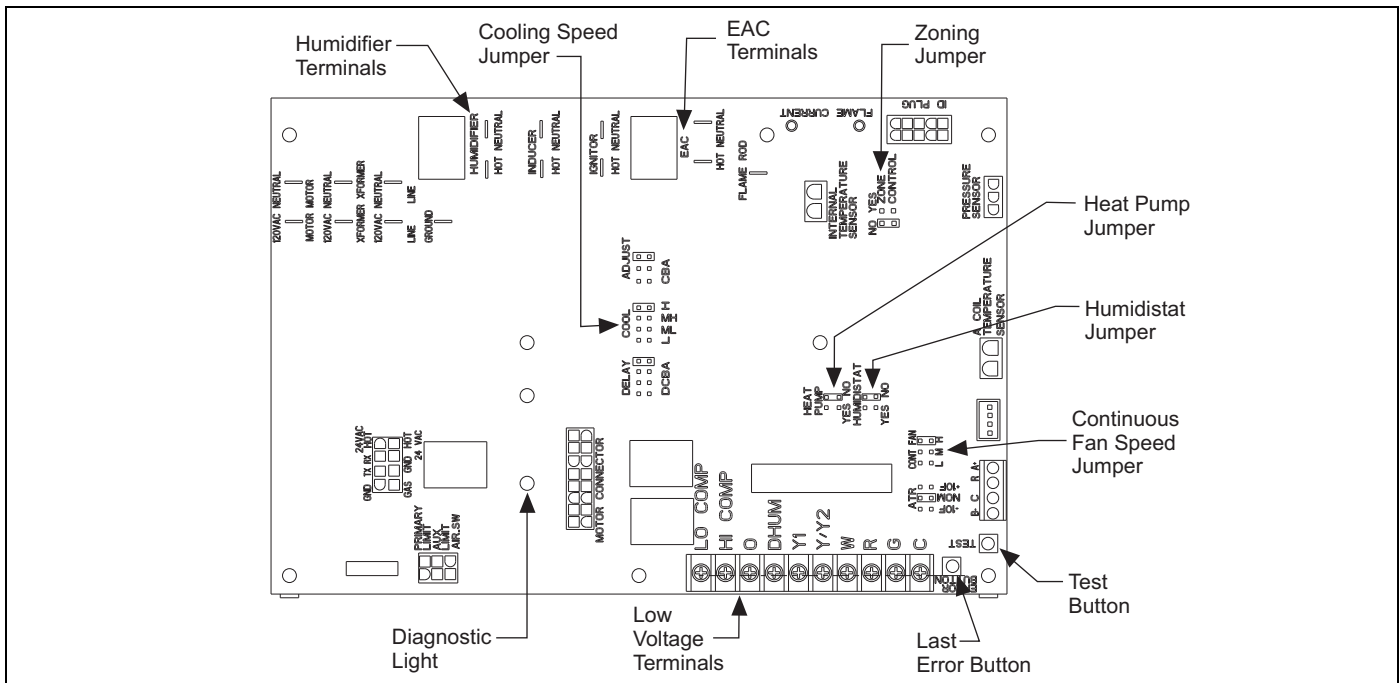 Humidifier
Terminals
Cooling Speed
Jumper
EAC
Terminals
Zoning
Jumper
HUMIDIFIER
HOT NEUTRAL
INDUCER
HOT NEUTRAL
IGNITOR
HOT NEUTRAL
EAC
HOT NEUTRAL
FLAME ROD
FLAME CURRENT
ID PLUG
120VAC NEUTRAL
MOTOR MOTOR
120VAC NEUTRAL
XFORMER XFORMER
120VAC NEUTRAL
LINE LINE
GROUND
INTERNAL
TEMPERATURE
SENSOR
NO YES
ZONE
CONTROL
PRESSURE
SENSOR
Heat Pump
Jumper
ADJUST
CBA
COOL
H
MH
ML
L
DELAY
DCBA
A COIL
TEMPERATURE
SENSOR
Humidistat
Jumper
HEAT
PUMP
YES NO
HUMIDISTAT
YES NO
CONT FAN
L M H
Continuous
Fan Speed
Jumper
24VAC
GND TX RX HOT
GAS GND HOT
24 VAC
MOTOR CONNECTOR
ATR
-10F NOM +10F
B- C R A+
PRIMARY
LIMIT
AUX
LIMIT
AIR.SW
LO COMP
HI COMP
O
DHUM
Y1
Y/Y2
W
R
G
C
TEST
ERROR
BUTTON
Test
Button
Diagnostic
Light
Low
Voltage
Terminals
Last
Error Button